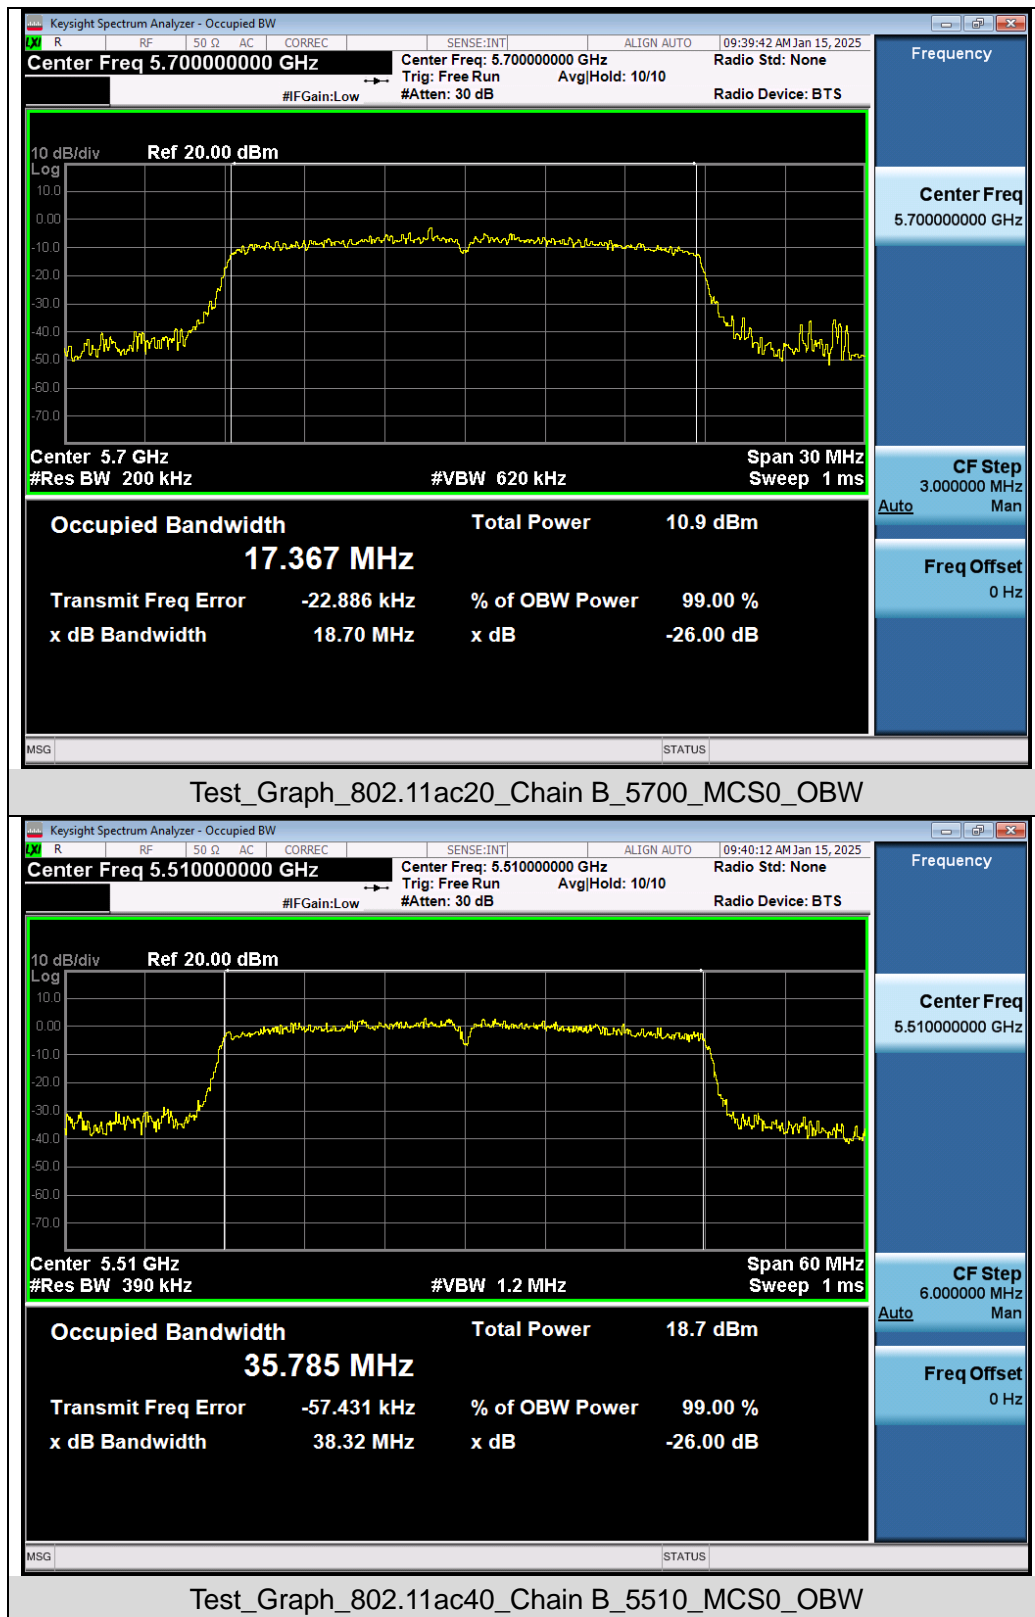 Keysight Spectrum Analyzer - Occupied BW
LXI R RF 50 Ω AC CORREC SENSE:INT ALIGN AUTO 09:39:42 AM Jan 15, 2025
Center Freq 5.700000000 GHz Center Freq: 5.700000000 GHz Radio Std: None
Trig: Free Run Avg|Hold: 10/10
#IFGain:Low #Atten: 30 dB Radio Device: BTS
10 dB/div Ref 20.00 dBm
Log
10.0
0.00
-10.0
-20.0
-30.0
-40.0
-50.0
-60.0
-70.0
Center 5.7 GHz Span 30 MHz
#Res BW 200 kHz #VBW 620 kHz Sweep 1 ms
Occupied Bandwidth Total Power 10.9 dBm
17.367 MHz
Transmit Freq Error -22.886 kHz % of OBW Power 99.00 %
x dB Bandwidth 18.70 MHz x dB -26.00 dB
MSG STATUS
Frequency
Center Freq
5.700000000 GHz
CF Step
3.000000 MHz
Auto Man
Freq Offset
0 Hz
Test_Graph_802.11ac20_Chain B_5700_MCS0_OBW
Keysight Spectrum Analyzer - Occupied BW
LXI R RF 50 Ω AC CORREC SENSE:INT ALIGN AUTO 09:40:12 AM Jan 15, 2025
Center Freq 5.510000000 GHz Center Freq: 5.510000000 GHz Radio Std: None
Trig: Free Run Avg|Hold: 10/10
#IFGain:Low #Atten: 30 dB Radio Device: BTS
10 dB/div Ref 20.00 dBm
Log
10.0
0.00
-10.0
-20.0
-30.0
-40.0
-50.0
-60.0
-70.0
Center 5.51 GHz Span 60 MHz
#Res BW 390 kHz #VBW 1.2 MHz Sweep 1 ms
Occupied Bandwidth Total Power 18.7 dBm
35.785 MHz
Transmit Freq Error -57.431 kHz % of OBW Power 99.00 %
x dB Bandwidth 38.32 MHz x dB -26.00 dB
MSG STATUS
Frequency
Center Freq
5.510000000 GHz
CF Step
6.000000 MHz
Auto Man
Freq Offset
0 Hz
Test_Graph_802.11ac40_Chain B_5510_MCS0_OBW